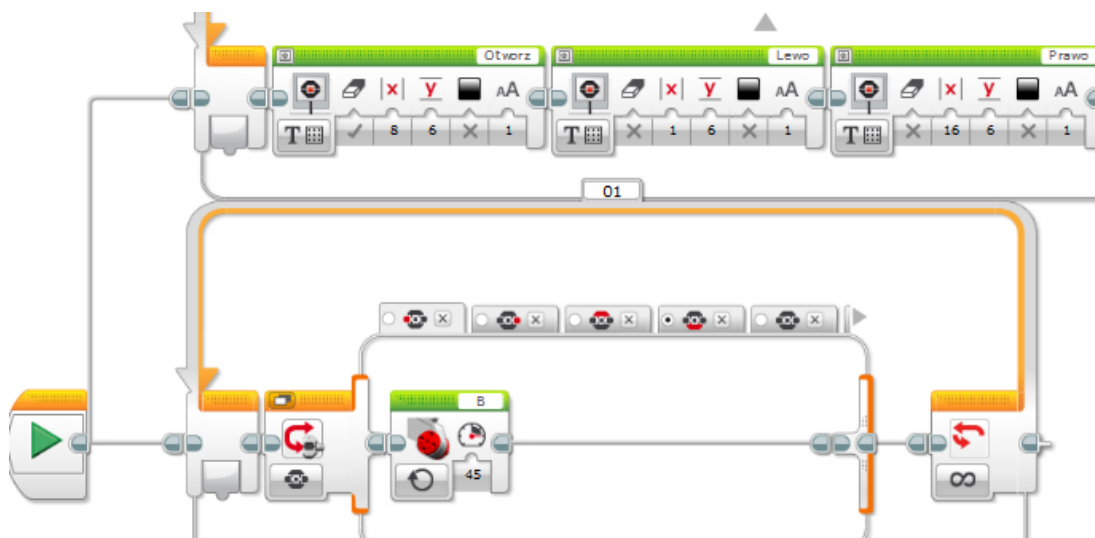 Otworz Lewo Prawo
x y AA x y AA x y AA
T 8 6 1 T 1 6 1 T 16 6 1
01
B
45